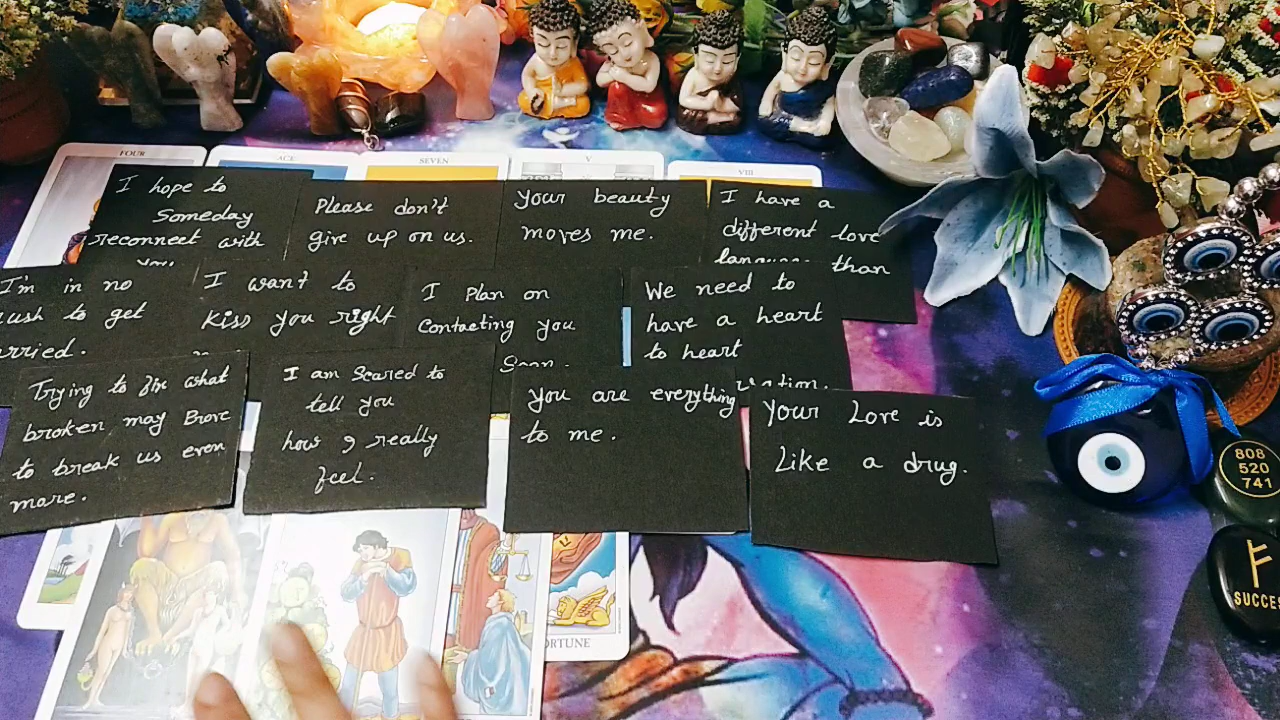 FOUR
ACE
SEVEN
V
VIII
I hope to
Someday
reconnect with
you.
Please don't
give up on us.
your beauty
moves me.
I have a
different love
than
I'm in no
to get
I want to
kiss you right
I Plan on
Contacting you
Soon.
We need to
have a heart
to heart
Trying to fix what
broken may Brove
to break us even
more.
I am Scared to
tell you
how I really
feel.
you are everything
to me.
Your Love is
Like a drug.
808
520
741
SUCCES
ORTUNE